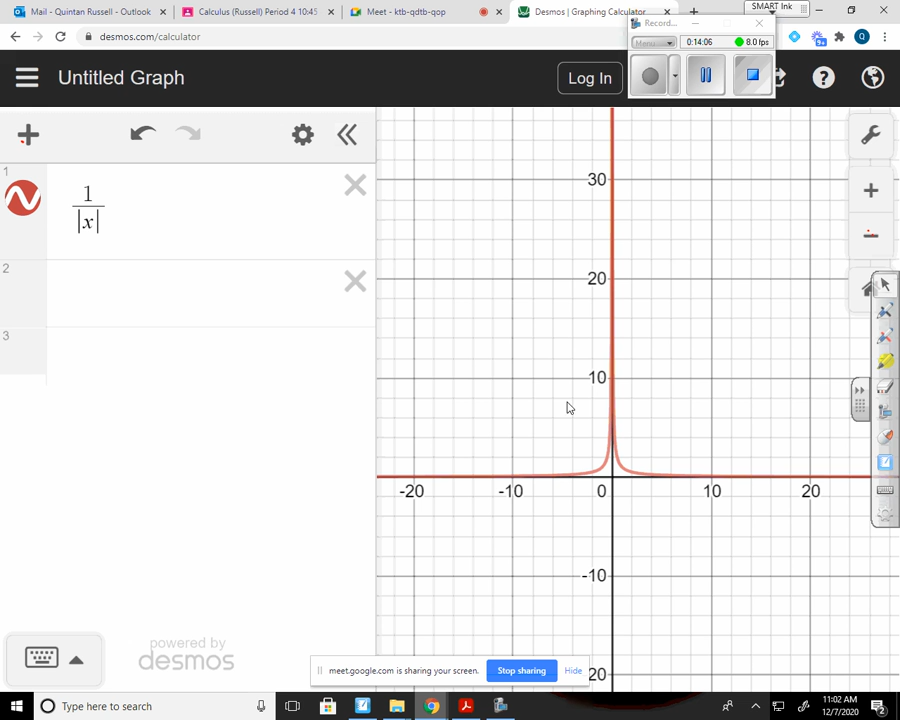 Mail - Quintan Russell - Outlook
Calculus (Russell) Period 4 10:45
Meet - ktb-qdtb-qop
Desmos | Graphing Calculator
SMART Ink
desmos.com/calculator
Record...
Menu
0:14:06
8.0 fps
9+
Q
Untitled Graph
Log In
?
1
1
|x|
2
3
30
20
10
-20
-10
0
10
20
-10
20
powered by
desmos
meet.google.com is sharing your screen.
Stop sharing
Hide
Type here to search
11:02 AM
12/7/2020
2